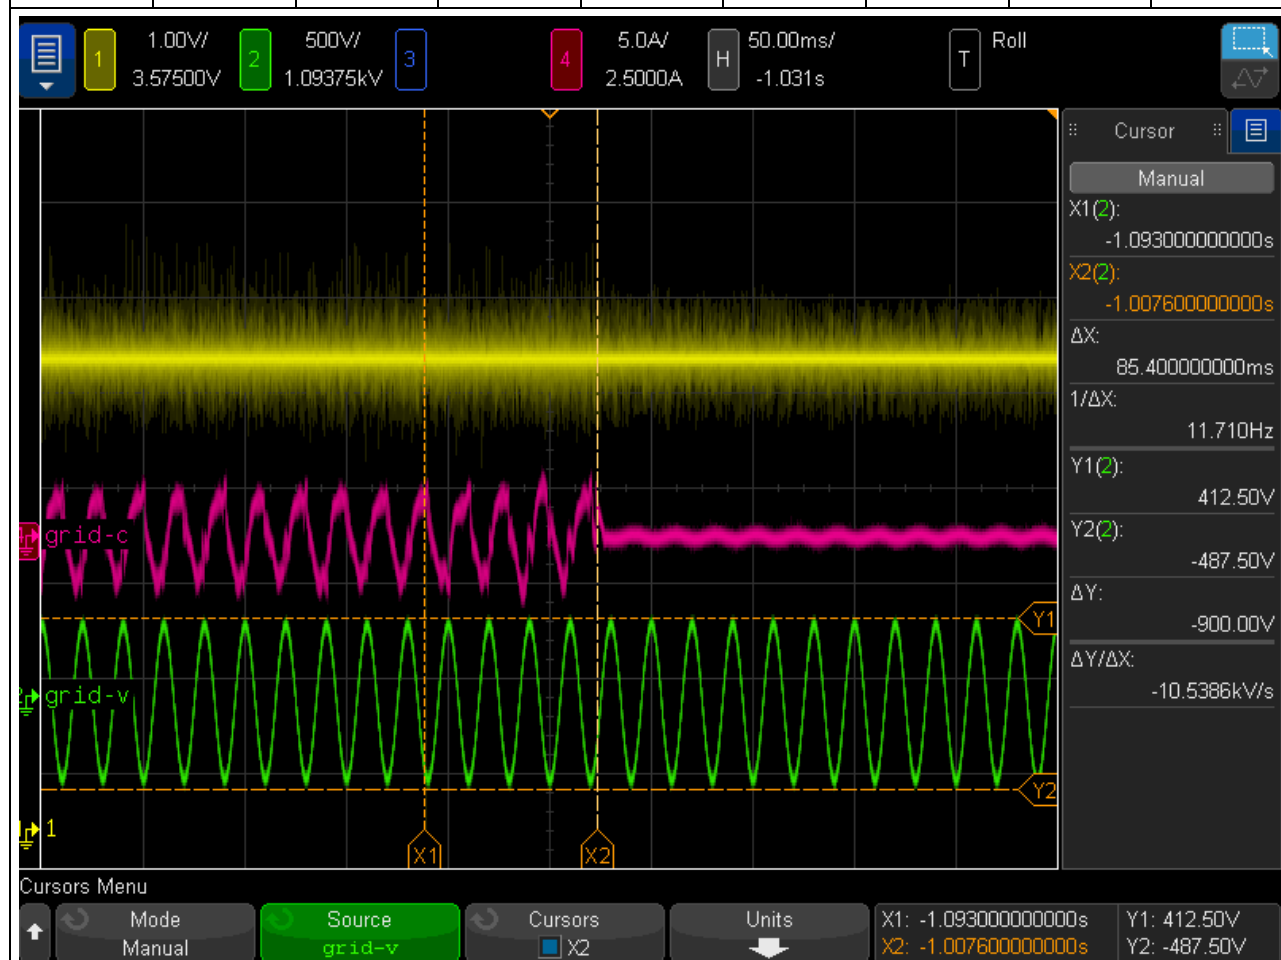 1 1.00V/ 2 500V/ 3 4 5.0A/ H 50.00ms/ T Roll
3.57500V 1.09375kV 2.5000A -1.031s
Cursor
Manual
X1(2):
-1.093000000000s
X2(2):
-1.007600000000s
ΔX:
85.400000000ms
1/ΔX:
11.710Hz
Y1(2):
412.50V
Y2(2):
-487.50V
ΔY:
-900.00V
ΔY/ΔX:
-10.5386kV/s
grid-c
Y1
grid-v
Y2
1
X1 X2
Cursors Menu
Mode Source Cursors Units X1: -1.093000000000s Y1: 412.50V
Manual grid-v X2 X2: -1.007600000000s Y2: -487.50V